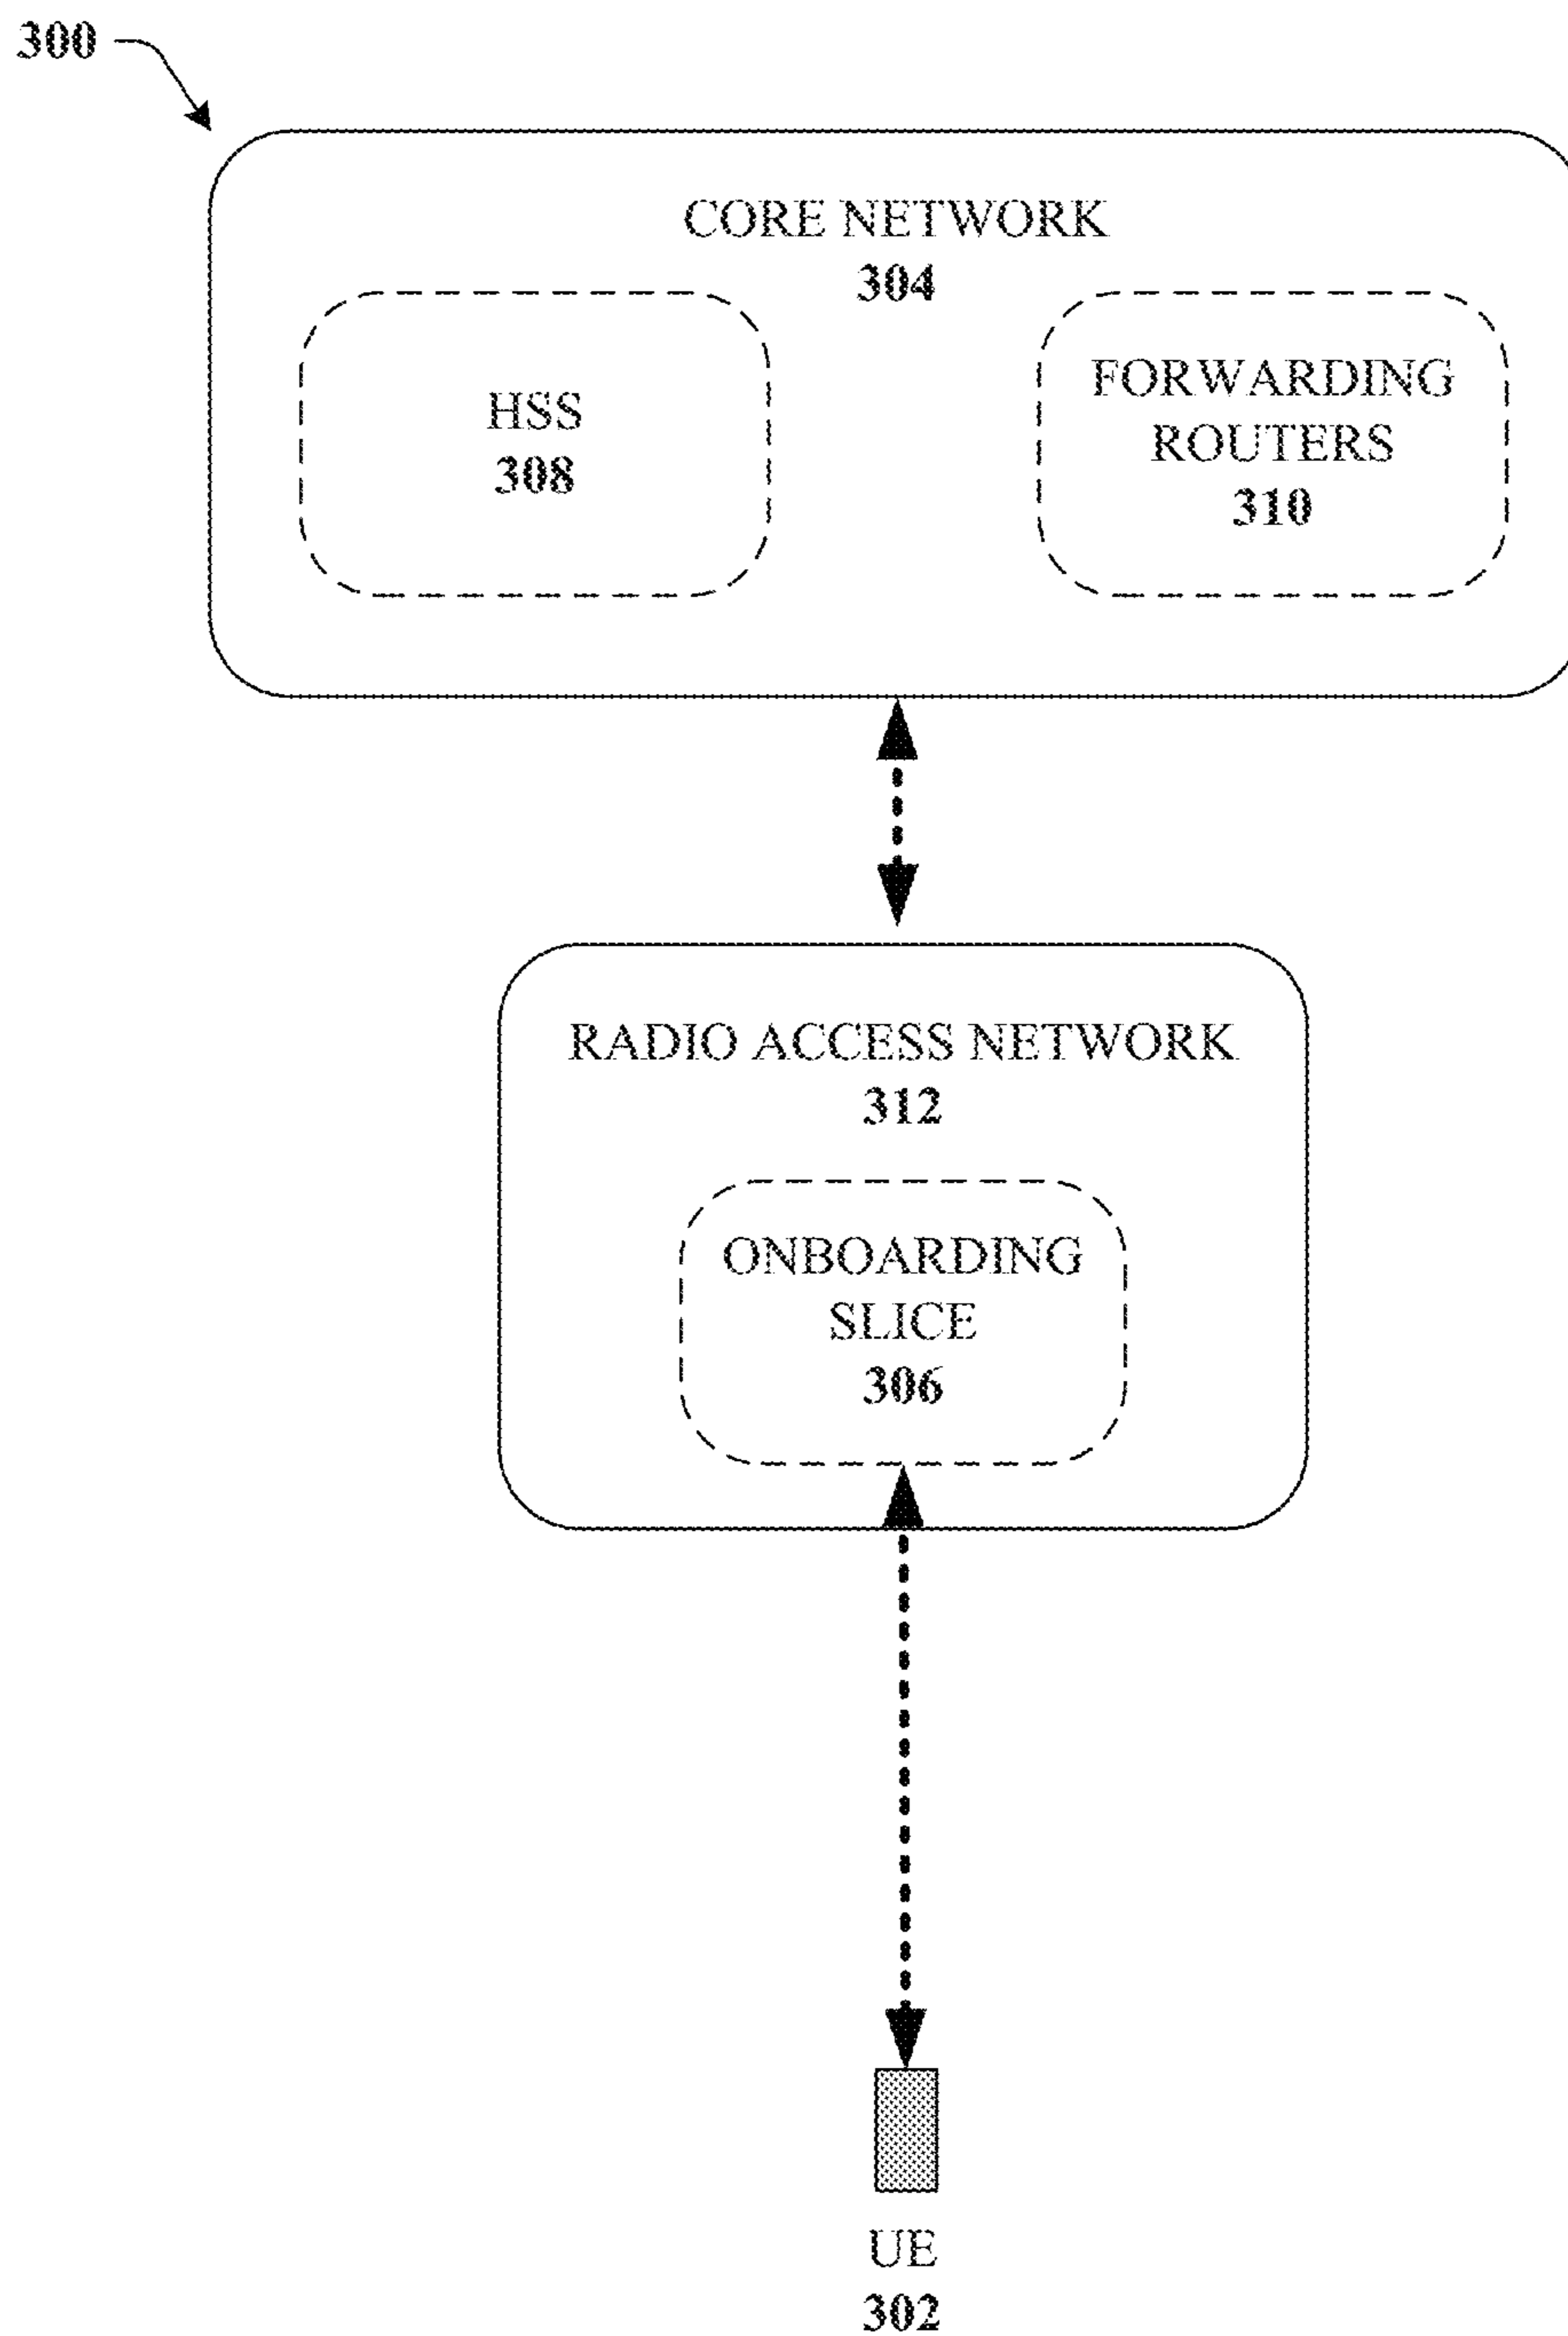 300
CORE NETWORK
304
HSS
308
FORWARDING
ROUTERS
310
RADIO ACCESS NETWORK
312
ONBOARDING
SLICE
306
UE
302